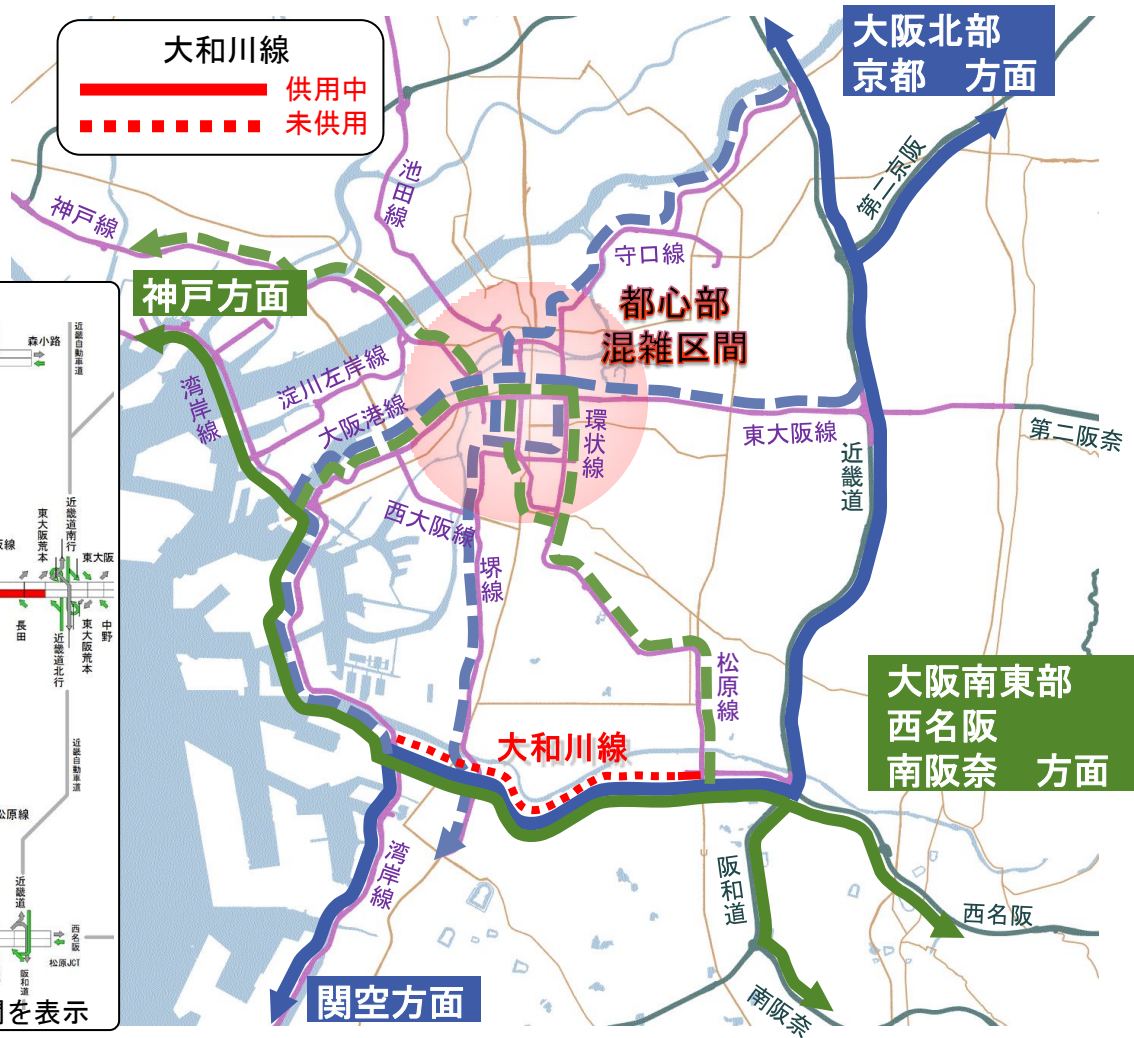 大和川線
供用中
未供用
大阪北部
京都　方面
第二京阪
池田線
神戸線
守口線
神戸方面
都心部
混雑区間
湾岸線
淀川左岸線
大阪港線
環状線
東大阪線
第二阪奈
近畿道
西大阪線
堺線
松原線
大和川線
大阪南東部
西名阪
南阪奈　方面
湾岸線
阪和道
西名阪
関空方面
南阪奈
近畿自動車道
森小路
近畿道南行
東大阪荒本
東大阪
長田
近畿道北行
東大阪荒本
中野
近畿自動車道
松原線
近畿道
西名阪
松原JCT
阪和道
を表示